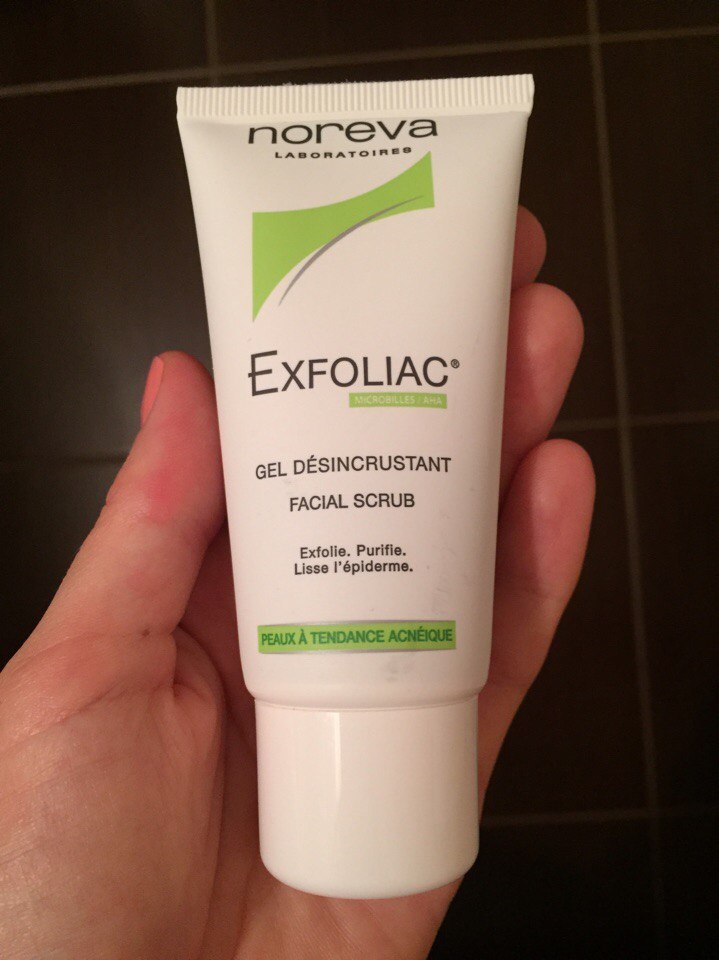 noreva
LABORATOIRES
EXFOLIAC®
MICROBILLES / AHA
GEL DÉSINCRUSTANT
FACIAL SCRUB
Exfolie. Purifie.
Lisse l'épiderme.
PEAUX À TENDANCE ACNÉIQUE